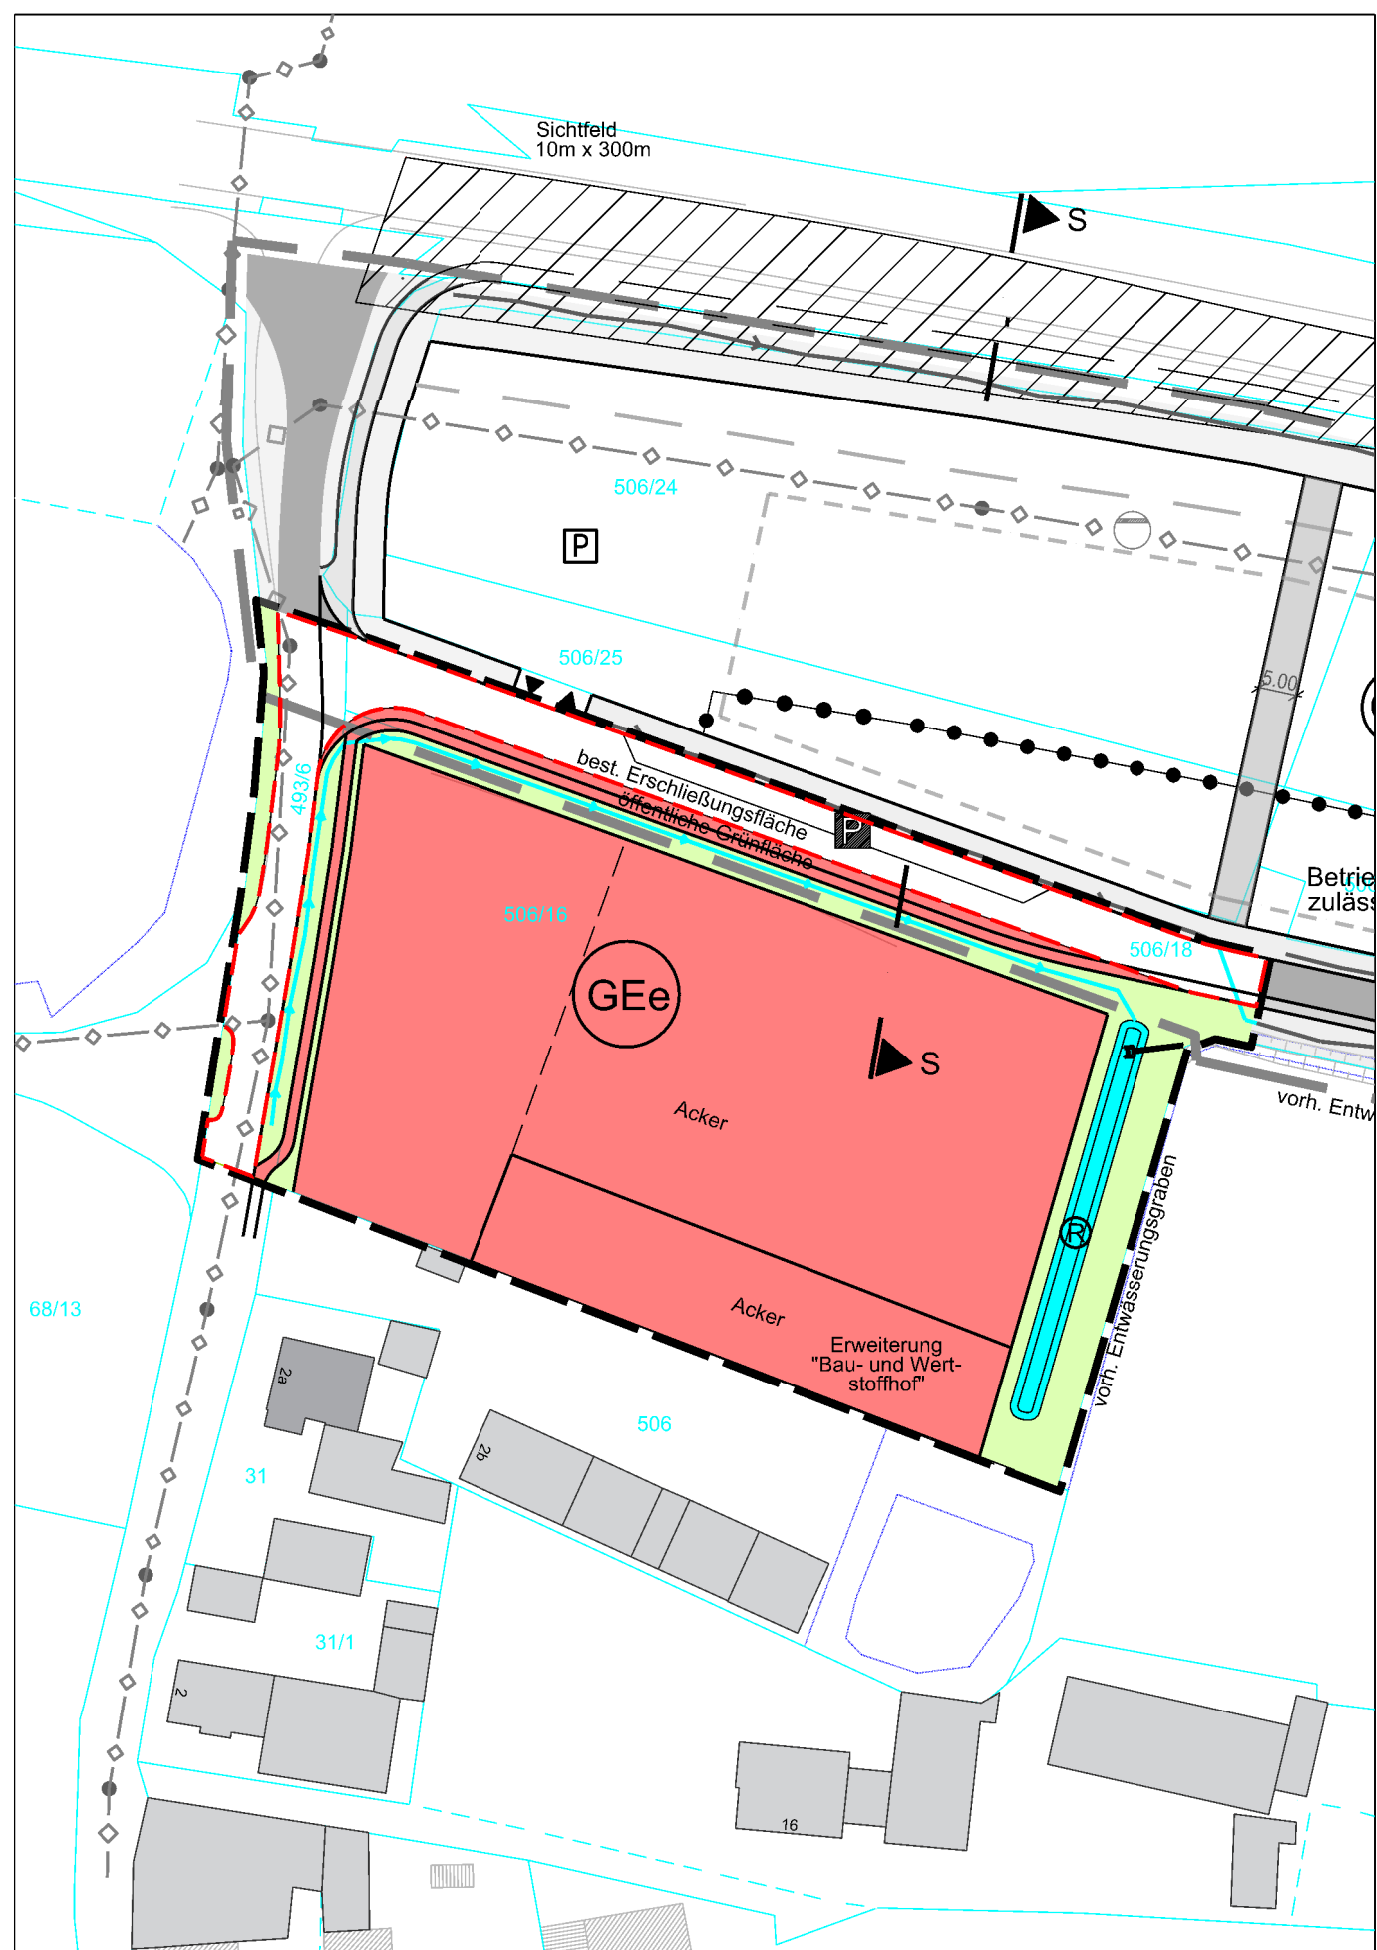 Sichtfeld
10m x 300m
S
506/24
P
5.00
506/25
best. Erschließungsfläche
öffentliche Grünfläche
P
493/6
Betrie
zuläss
506/16
506/18
GEe
S
Acker
vorh. Entw
vorh. Entwässerungsgraben
R
68/13
Acker
Erweiterung
"Bau- und Wert-
stoffhof"
2a
506
2b
31
31/1
2
16